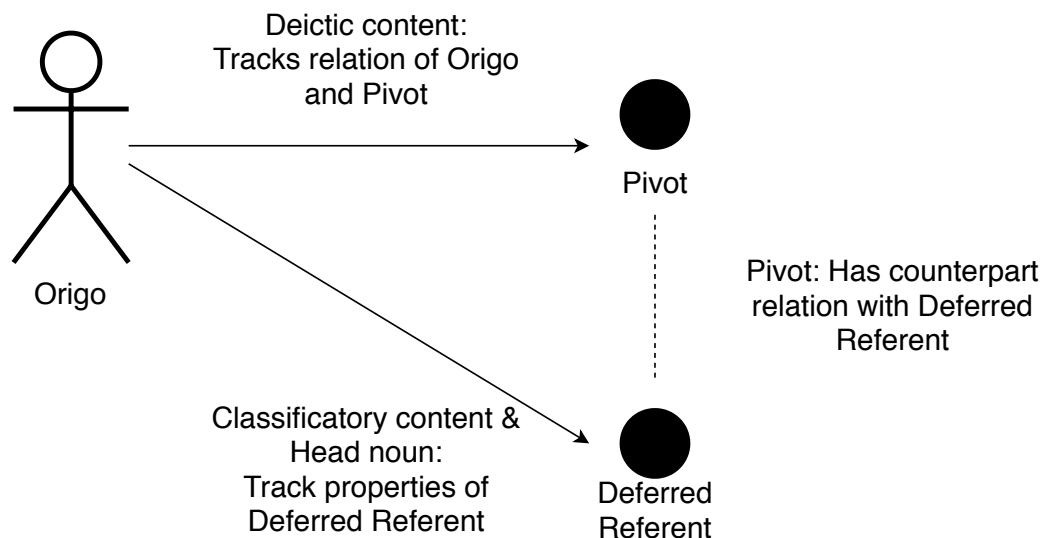 Deictic content:
Tracks relation of Origo
and Pivot
Pivot
Origo
Pivot: Has counterpart
relation with Deferred
Referent
Classificatory content &
Head noun:
Track properties of
Deferred Referent
Deferred
Referent